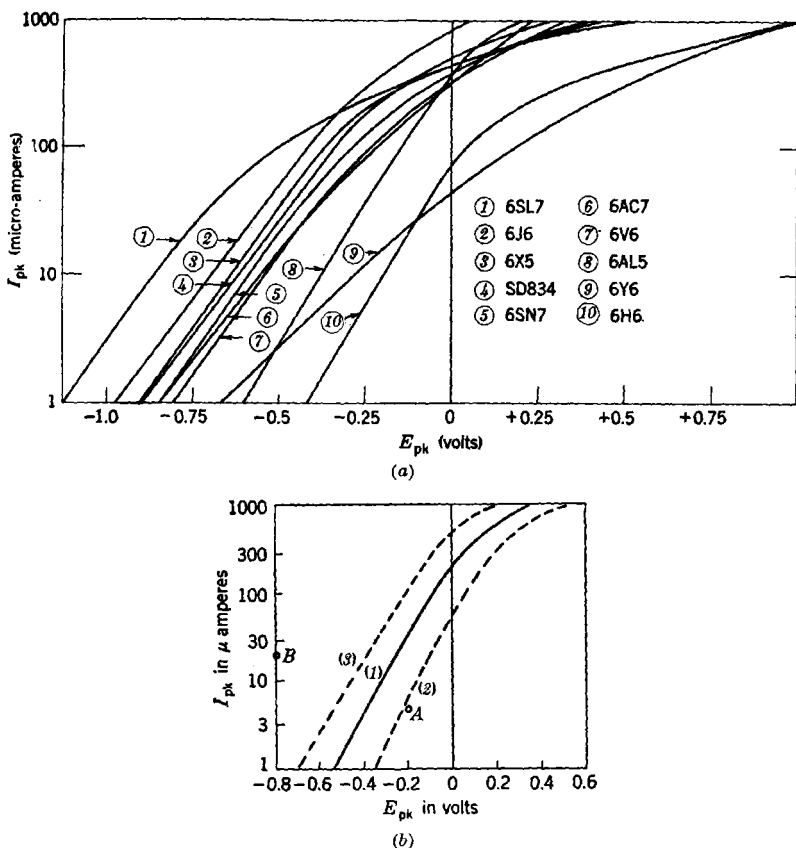 1000
100
10
1
I_pk (micro-amperes)
① ② ③ ④ ⑤ ⑥ ⑦ ⑧ ⑨ ⑩
① 6SL7 ⑥ 6AC7
② 6J6 ⑦ 6V6
③ 6X5 ⑧ 6AL5
④ SD834 ⑨ 6Y6
⑤ 6SN7 ⑩ 6H6
-1.0 -0.75 -0.50 -0.25 0 +0.25 +0.5 +0.75
E_pk (volts)
(a)
1000
300
100
30
10
3
1
I_pk in μ amperes
B
(3) (1) (2)
A
-0.8 -0.6 -0.4 -0.2 0 0.2 0.4 0.6
E_pk in volts
(b)